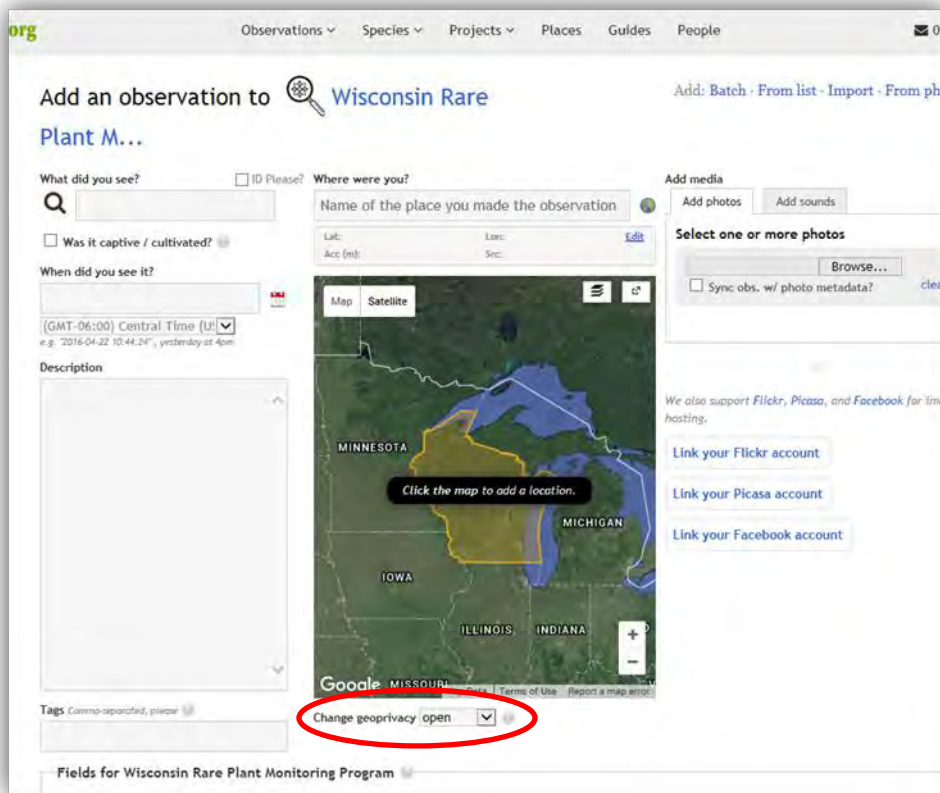 org Observations Species Projects Places Guides People 0
Add an observation to Wisconsin Rare
Plant M...
Add: Batch · From list · Import · From ph
What did you see? ID Please?
Was it captive / cultivated?
When did you see it?
(GMT-06:00) Central Time (U
e.g. "2016-04-22 10:44:24", yesterday at 4pm
Description
Tags Comma-separated, please
Where were you?
Name of the place you made the observation
Lat: Lon: Edit
Acc (m): Src:
Map Satellite
MINNESOTA
Click the map to add a location.
MICHIGAN
IOWA
ILLINOIS INDIANA
+
−
Google MISSOURI Terms of Use Report a map error
Change geoprivacy open
Add media
Add photos Add sounds
Select one or more photos
Browse...
Sync obs. w/ photo metadata? clea
We also support Flickr, Picasa, and Facebook for im
hosting.
Link your Flickr account
Link your Picasa account
Link your Facebook account
Fields for Wisconsin Rare Plant Monitoring Program